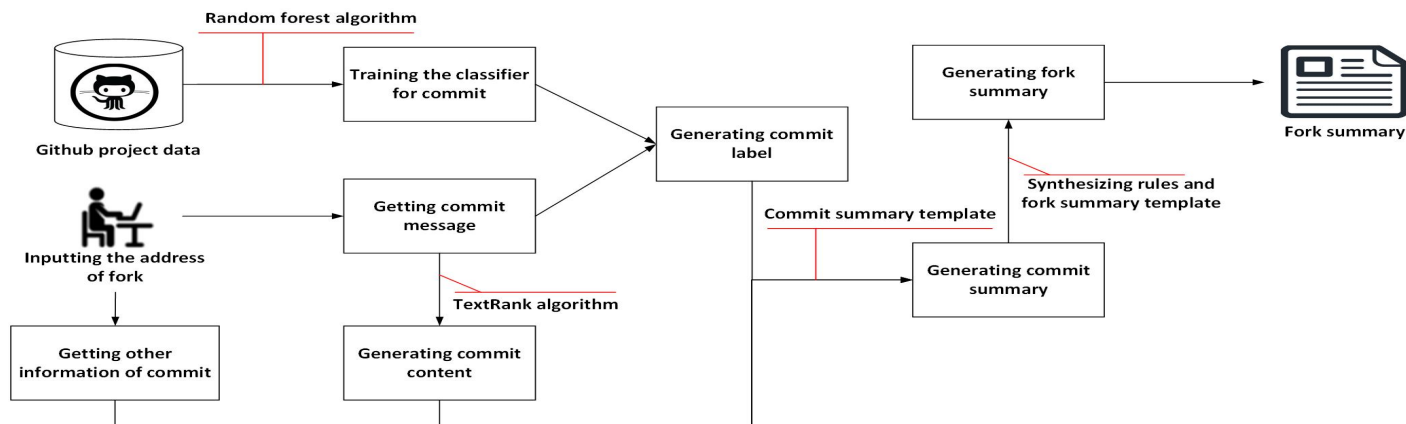 Random forest algorithm
Github project data
Training the classifier
for commit
Generating commit
label
Generating fork
summary
Fork summary
Inputting the address
of fork
Getting commit
message
Commit summary template
Synthesizing rules and
fork summary template
TextRank algorithm
Generating commit
summary
Getting other
information of commit
Generating commit
content